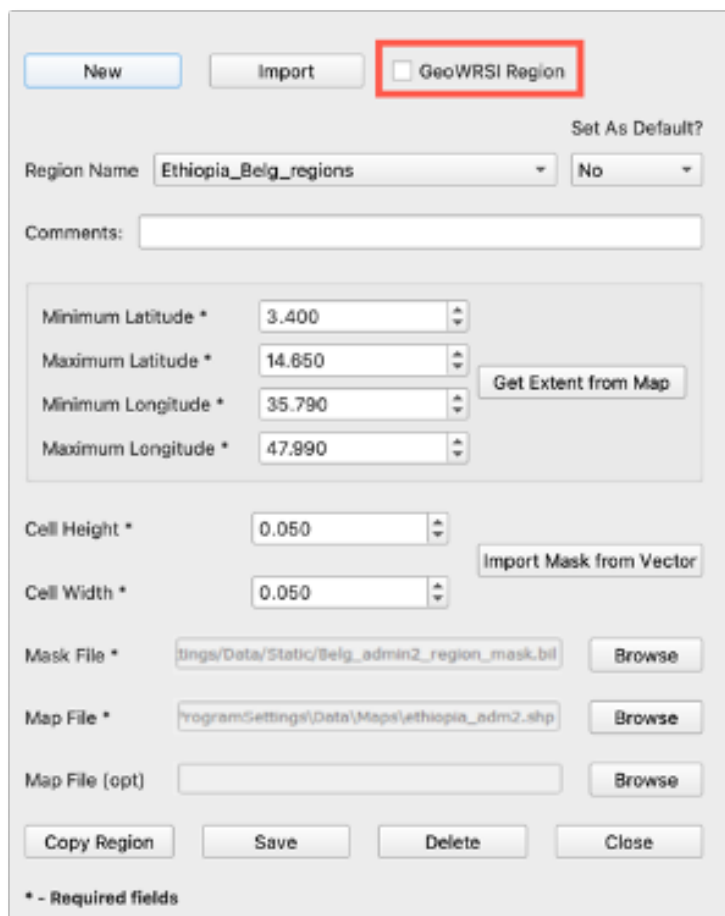 New Import GeoWRSI Region
Set As Default?
Region Name Ethiopia_Belg_regions No
Comments:
Minimum Latitude * 3.400
Maximum Latitude * 14.650
Get Extent from Map
Minimum Longitude * 35.790
Maximum Longitude * 47.990
Cell Height * 0.050
Import Mask from Vector
Cell Width * 0.050
Mask File * tings/Data/Static/Belg_admin2_region_mask.bil Browse
Map File * ProgramSettings\Data\Maps\ethiopia_adm2.shp Browse
Map File (opt) Browse
Copy Region Save Delete Close
* - Required fields